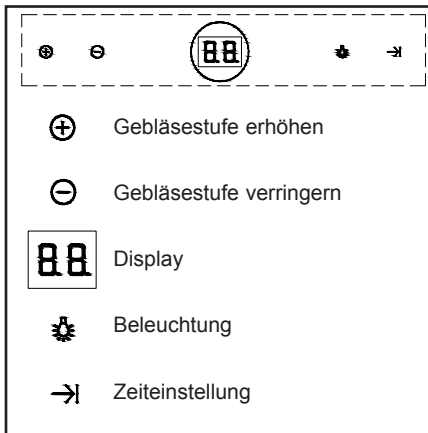 88
Gebläsestufe erhöhen
Gebläsestufe verringern
88 Display
Beleuchtung
Zeiteinstellung